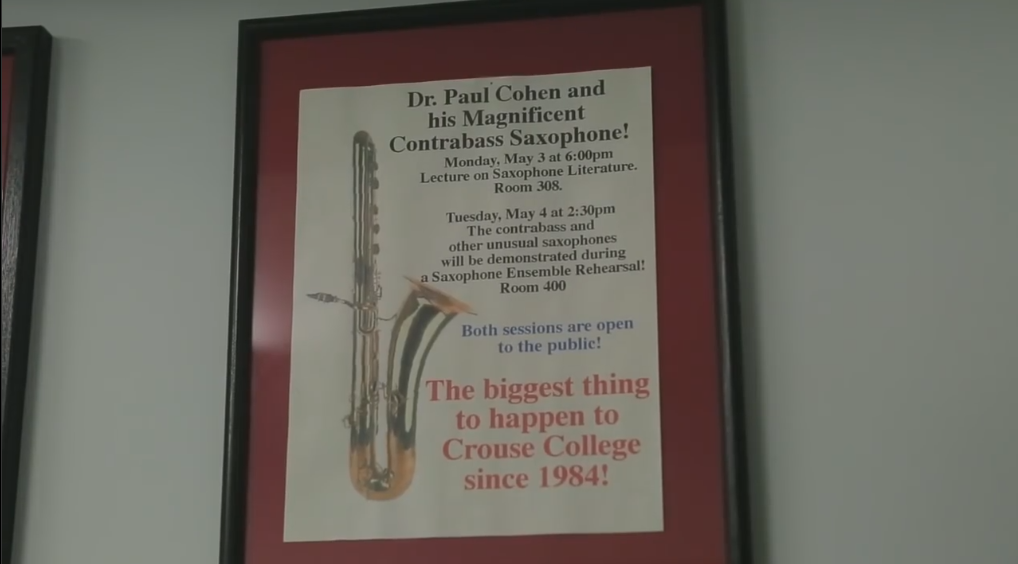 Dr. Paul Cohen and
his Magnificent
Contrabass Saxophone!
Monday, May 3 at 6:00pm
Lecture on Saxophone Literature.
Room 308.
Tuesday, May 4 at 2:30pm
The contrabass and
other unusual saxophones
will be demonstrated during
a Saxophone Ensemble Rehearsal!
Room 400
Both sessions are open
to the public!
The biggest thing
to happen to
Crouse College
since 1984!